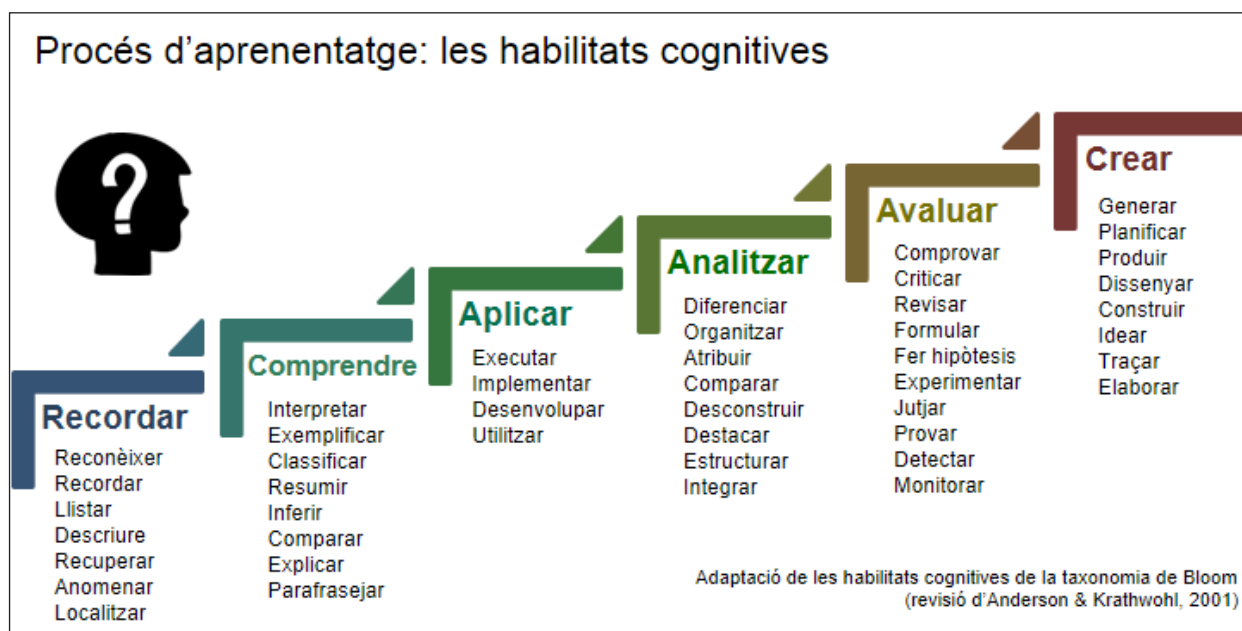 Procés d'aprenentatge: les habilitats cognitives
?
Recordar
Reconèixer
Recordar
Llistar
Descriure
Recuperar
Anomenar
Localitzar
Comprendre
Interpretar
Exemplificar
Classificar
Resumir
Inferir
Comparar
Explicar
Parafrasejar
Aplicar
Executar
Implementar
Desenvolupar
Utilitzar
Analitzar
Diferenciar
Organitzar
Atribuir
Comparar
Desconstruir
Destacar
Estructurar
Integrar
Avaluar
Comprovar
Criticar
Revisar
Formular
Fer hipòtesis
Experimentar
Jutjar
Provar
Detectar
Monitorar
Crear
Generar
Planificar
Produir
Dissenyar
Construir
Idear
Traçar
Elaborar
Adaptació de les habilitats cognitives de la taxonomia de Bloom
(revisió d'Anderson & Krathwohl, 2001)